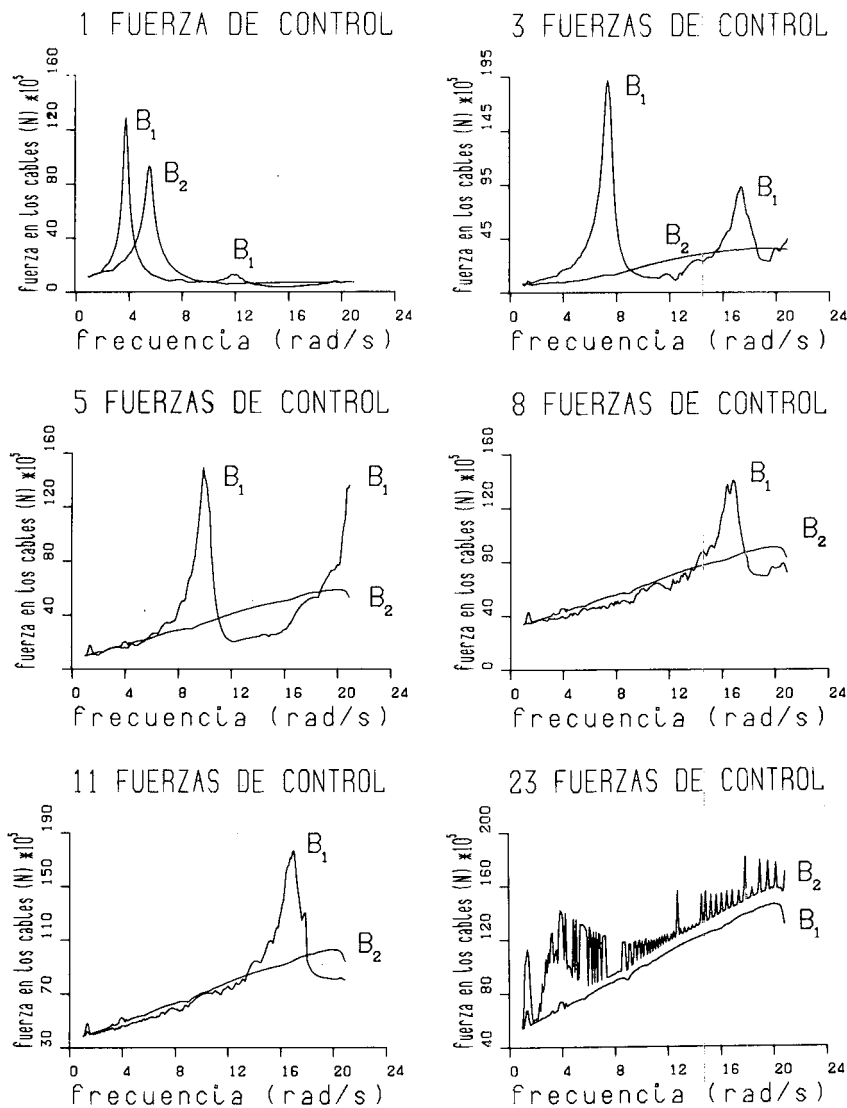 1 FUERZA DE CONTROL
fuerza en los cables (N) *10⁵
160
120
80
40
0
B₁
B₂
B₁
0 4 8 12 16 20 24
frecuencia (rad/s)
3 FUERZAS DE CONTROL
fuerza en los cables (N) *10⁵
195
145
95
45
B₁
B₂
B₁
0 4 8 12 16 20 24
frecuencia (rad/s)
5 FUERZAS DE CONTROL
fuerza en los cables (N) *10⁵
160
120
80
40
0
B₁
B₁
B₂
0 4 8 12 16 20 24
frecuencia (rad/s)
8 FUERZAS DE CONTROL
fuerza en los cables (N) *10⁵
160
120
80
40
0
B₁
B₂
0 4 8 12 16 20 24
frecuencia (rad/s)
11 FUERZAS DE CONTROL
fuerza en los cables (N) *10⁵
190
150
110
70
30
B₁
B₂
0 4 8 12 16 20 24
frecuencia (rad/s)
23 FUERZAS DE CONTROL
fuerza en los cables (N) *10⁵
200
160
120
80
40
B₂
B₁
0 4 8 12 16 20 24
frecuencia (rad/s)